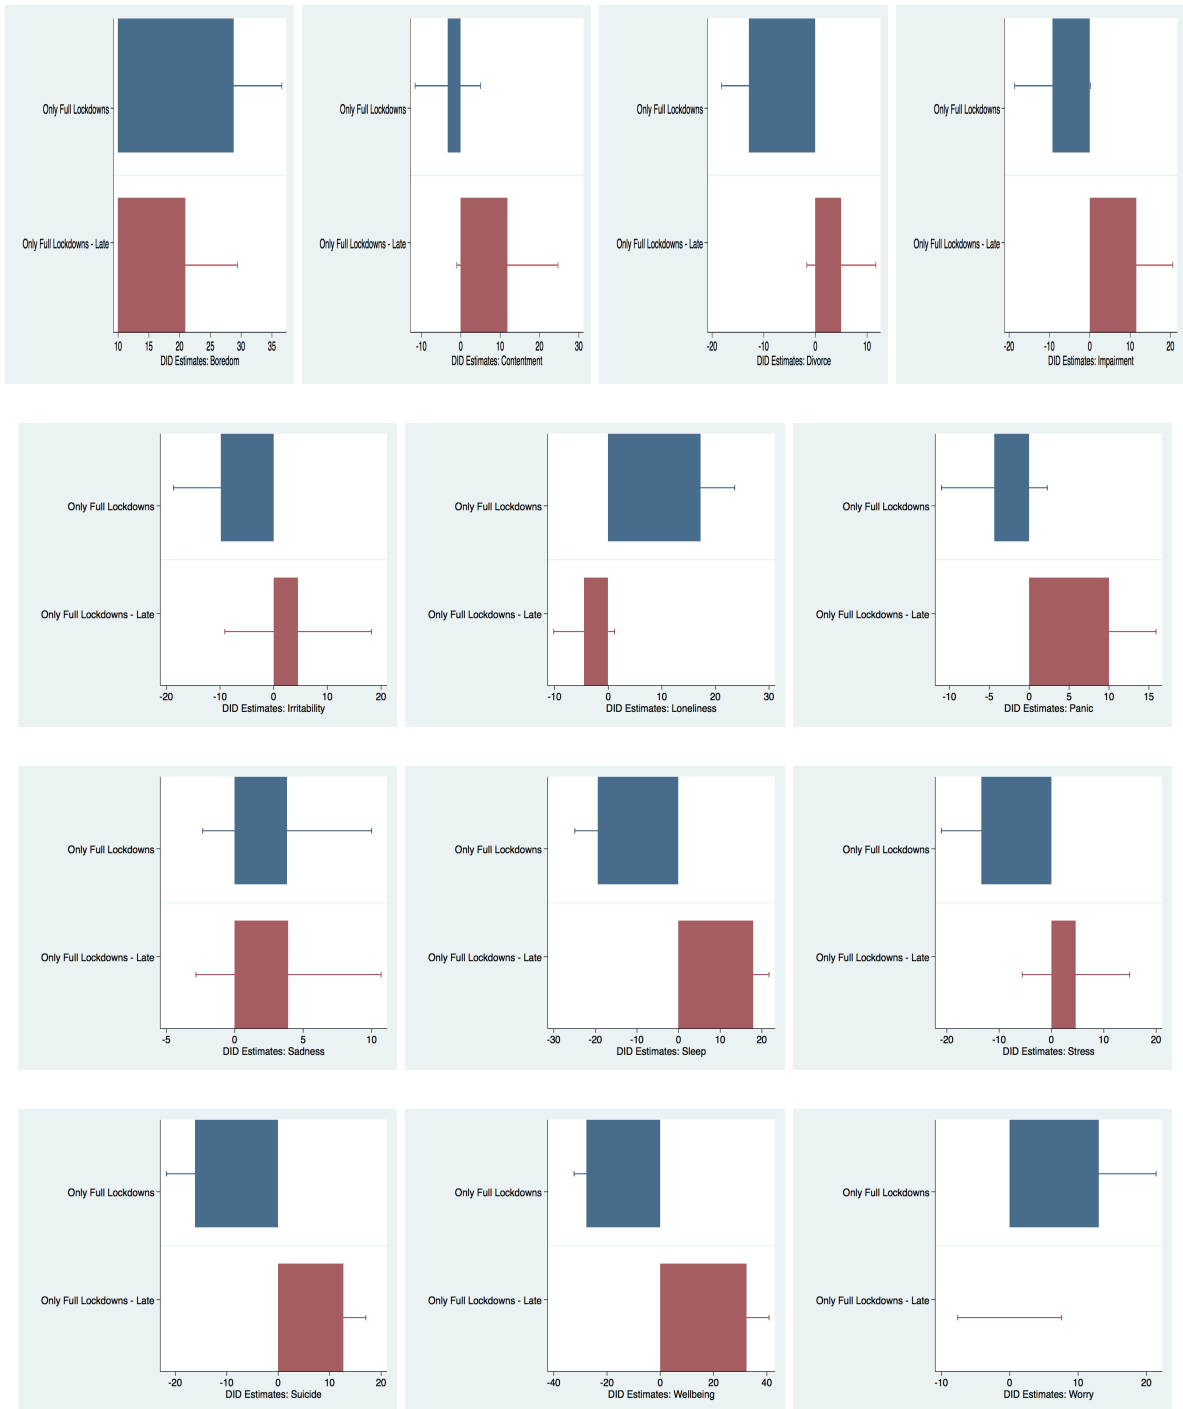 Only Full Lockdowns
Only Full Lockdowns - Late
10 15 20 25 30 35
DID Estimates: Boredom
Only Full Lockdowns
Only Full Lockdowns - Late
-10 0 10 20 30
DID Estimates: Contentment
Only Full Lockdowns
Only Full Lockdowns - Late
-20 -10 0 10
DID Estimates: Divorce
Only Full Lockdowns
Only Full Lockdowns - Late
-20 -10 0 10 20
DID Estimates: Impairment
Only Full Lockdowns
Only Full Lockdowns - Late
-20 -10 0 10 20
DID Estimates: Irritability
Only Full Lockdowns
Only Full Lockdowns - Late
-10 0 10 20 30
DID Estimates: Loneliness
Only Full Lockdowns
Only Full Lockdowns - Late
-10 -5 0 5 10 15
DID Estimates: Panic
Only Full Lockdowns
Only Full Lockdowns - Late
-5 0 5 10
DID Estimates: Sadness
Only Full Lockdowns
Only Full Lockdowns - Late
-30 -20 -10 0 10 20
DID Estimates: Sleep
Only Full Lockdowns
Only Full Lockdowns - Late
-20 -10 0 10 20
DID Estimates: Stress
Only Full Lockdowns
Only Full Lockdowns - Late
-20 -10 0 10 20
DID Estimates: Suicide
Only Full Lockdowns
Only Full Lockdowns - Late
-40 -20 0 20 40
DID Estimates: Wellbeing
Only Full Lockdowns
Only Full Lockdowns - Late
-10 0 10 20
DID Estimates: Worry